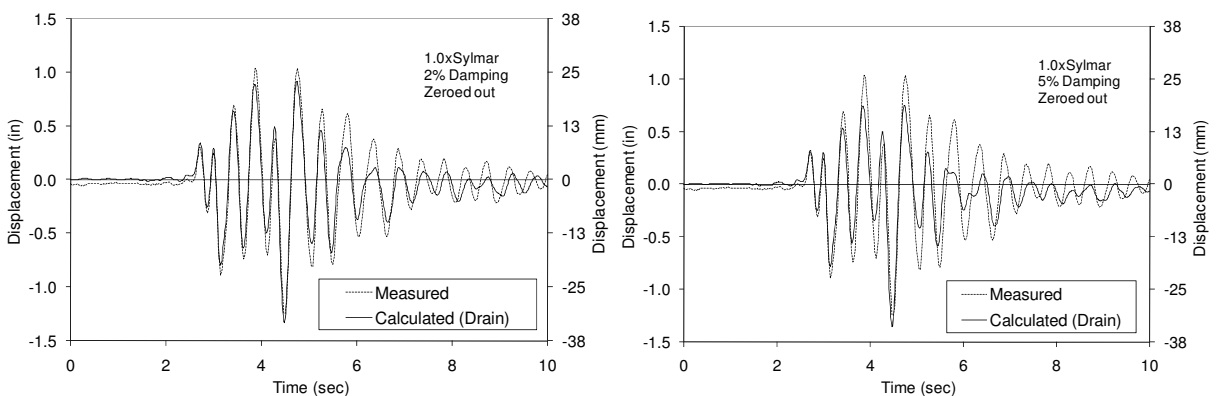 1.5
1.0
0.5
0.0
-0.5
-1.0
-1.5
Displacement (in)
38
25
13
0
-13
-25
-38
Displacement (mm)
1.0xSylmar
2% Damping
Zeroed out
Measured
Calculated (Drain)
0 2 4 6 8 10
Time (sec)
1.5
1.0
0.5
0.0
-0.5
-1.0
-1.5
Displacement (in)
38
25
13
0
-13
-25
-38
Displacement (mm)
1.0xSylmar
5% Damping
Zeroed out
Measured
Calculated (Drain)
0 2 4 6 8 10
Time (sec)